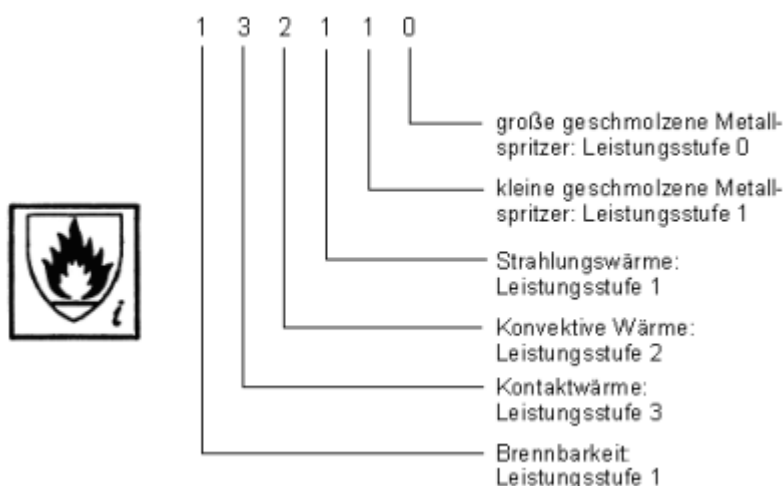 1 3 2 1 1 0
große geschmolzene Metall-
spritzer: Leistungsstufe 0
kleine geschmolzene Metall-
spritzer: Leistungsstufe 1
Strahlungswärme:
Leistungsstufe 1
Konvektive Wärme:
Leistungsstufe 2
Kontaktwärme:
Leistungsstufe 3
Brennbarkeit:
Leistungsstufe 1
i